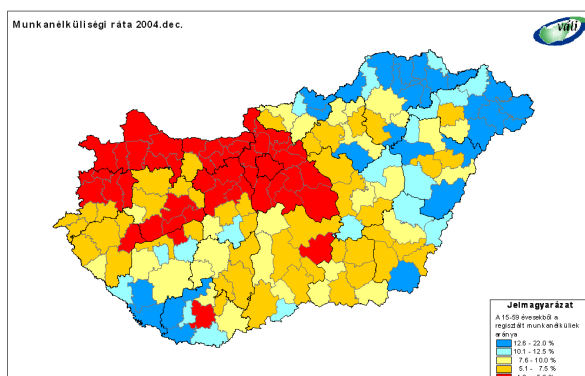 Munkanélküliségi ráta 2004.dec.
váti
Jelmagyarázat
A 15-59 évesekből a
regisztált munkanélküliek
aránya
12.6 - 22.0 %
10.1 - 12.5 %
7.6 - 10.0 %
5.1 - 7.5 %